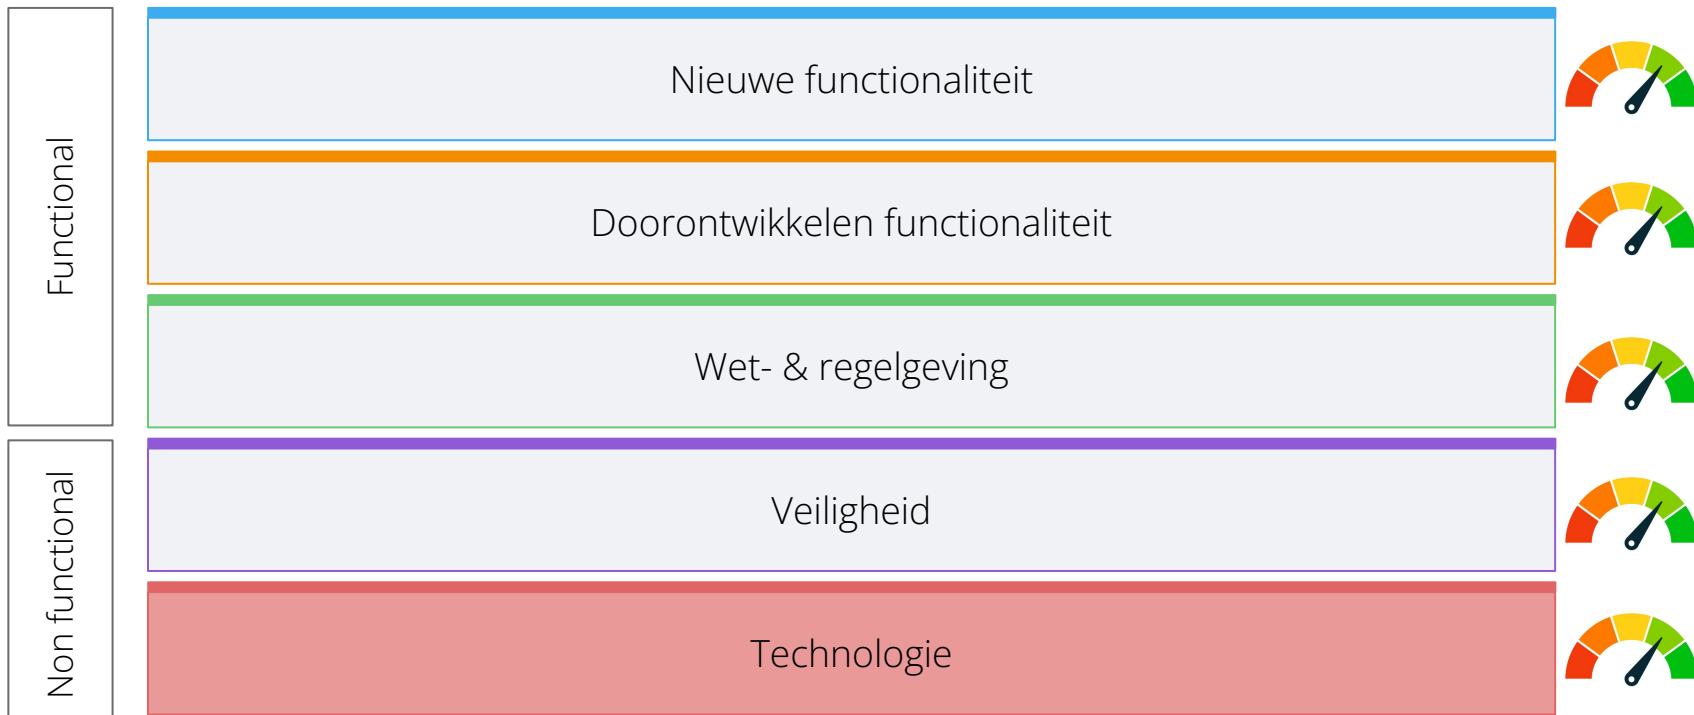 Functional
Nieuwe functionaliteit
Doorontwikkelen functionaliteit
Wet- & regelgeving
Non functional
Veiligheid
Technologie